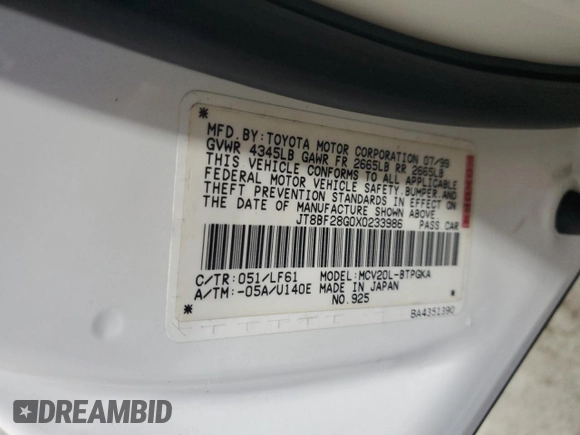 MFD. BY: TOYOTA MOTOR CORPORATION 07/99
GVWR 4345LB GAWR FR 2665LB RR 2665LB
THIS VEHICLE CONFORMS TO ALL APPLICABLE
FEDERAL MOTOR VEHICLE SAFETY, BUMPER, AND
THEFT PREVENTION STANDARDS IN EFFECT ON
THE DATE OF MANUFACTURE SHOWN ABOVE.
JT8BF28G0X0233986 PASS CAR
C/TR: 051/LF61 MODEL: MCV20L-BTPGKA
A/TM: -05A/U140E MADE IN JAPAN
NO. 925
BA4351390
DREAMBID